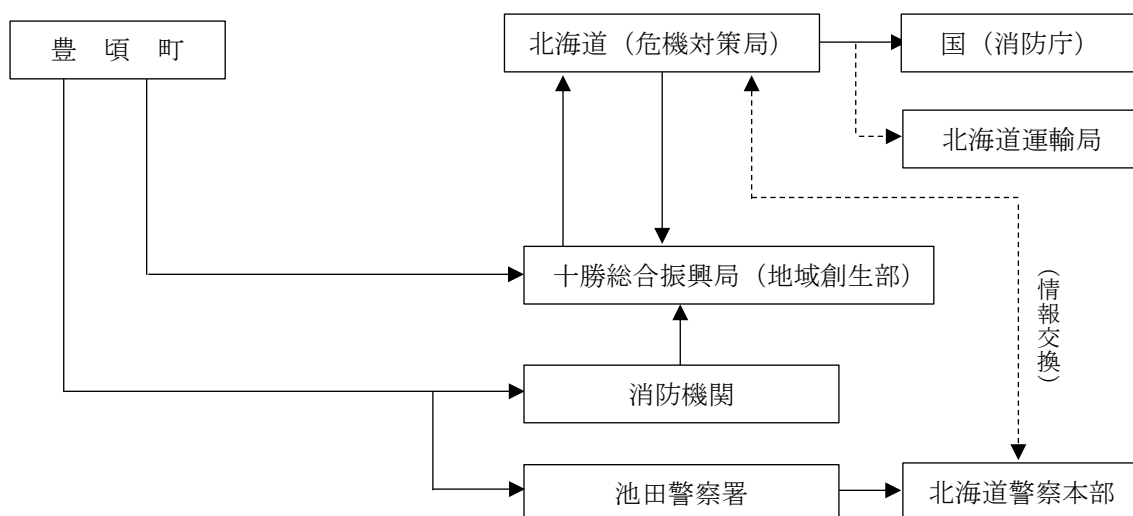 豊　頃　町
北海道（危機対策局）
国（消防庁）
北海道運輸局
十勝総合振興局（地域創生部）
（情報交換）
消防機関
池田警察署
北海道警察本部